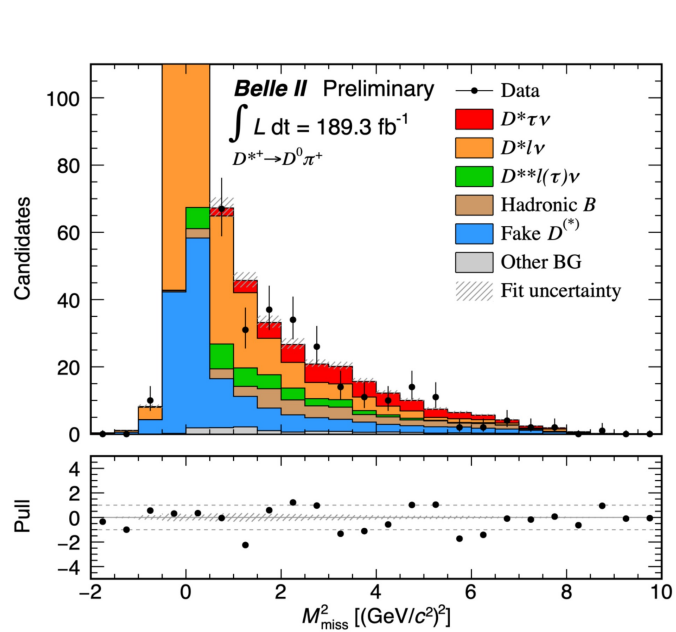 Belle II Preliminary
∫ L dt = 189.3 fb⁻¹
D*⁺→D⁰π⁺
Data
D*τν
D*lν
D**l(τ)ν
Hadronic B
Fake D⁽*⁾
Other BG
Fit uncertainty
Candidates
100
80
60
40
20
0
Pull
4
2
0
−2
−4
−2 0 2 4 6 8 10
M²miss [(GeV/c²)²]